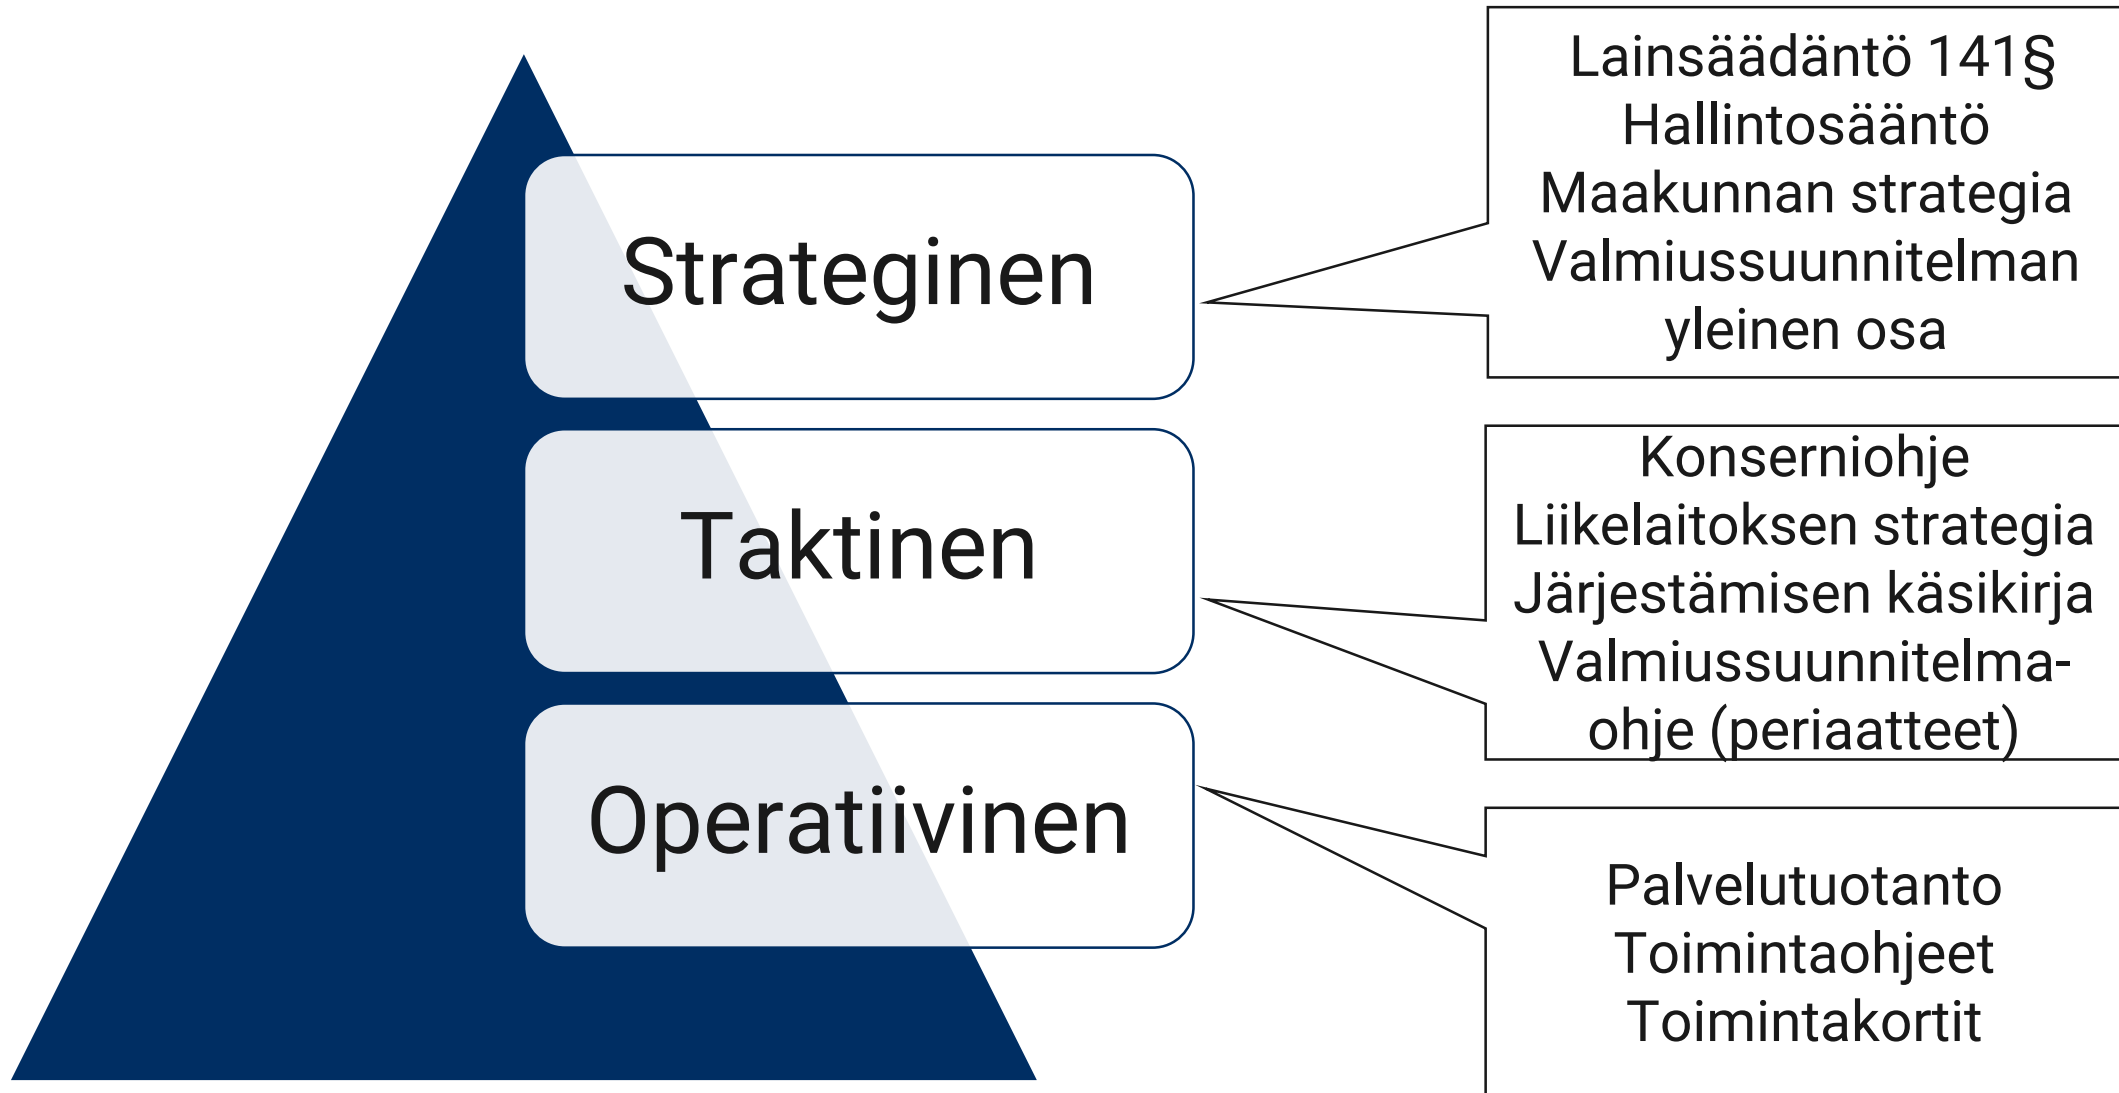 Strateginen
Lainsäädäntö 141§
Hallintosääntö
Maakunnan strategia
Valmiussuunnitelman
yleinen osa
Taktinen
Konserniohje
Liikelaitoksen strategia
Järjestämisen käsikirja
Valmiussuunnitelma-
ohje (periaatteet)
Operatiivinen
Palvelutuotanto
Toimintaohjeet
Toimintakortit